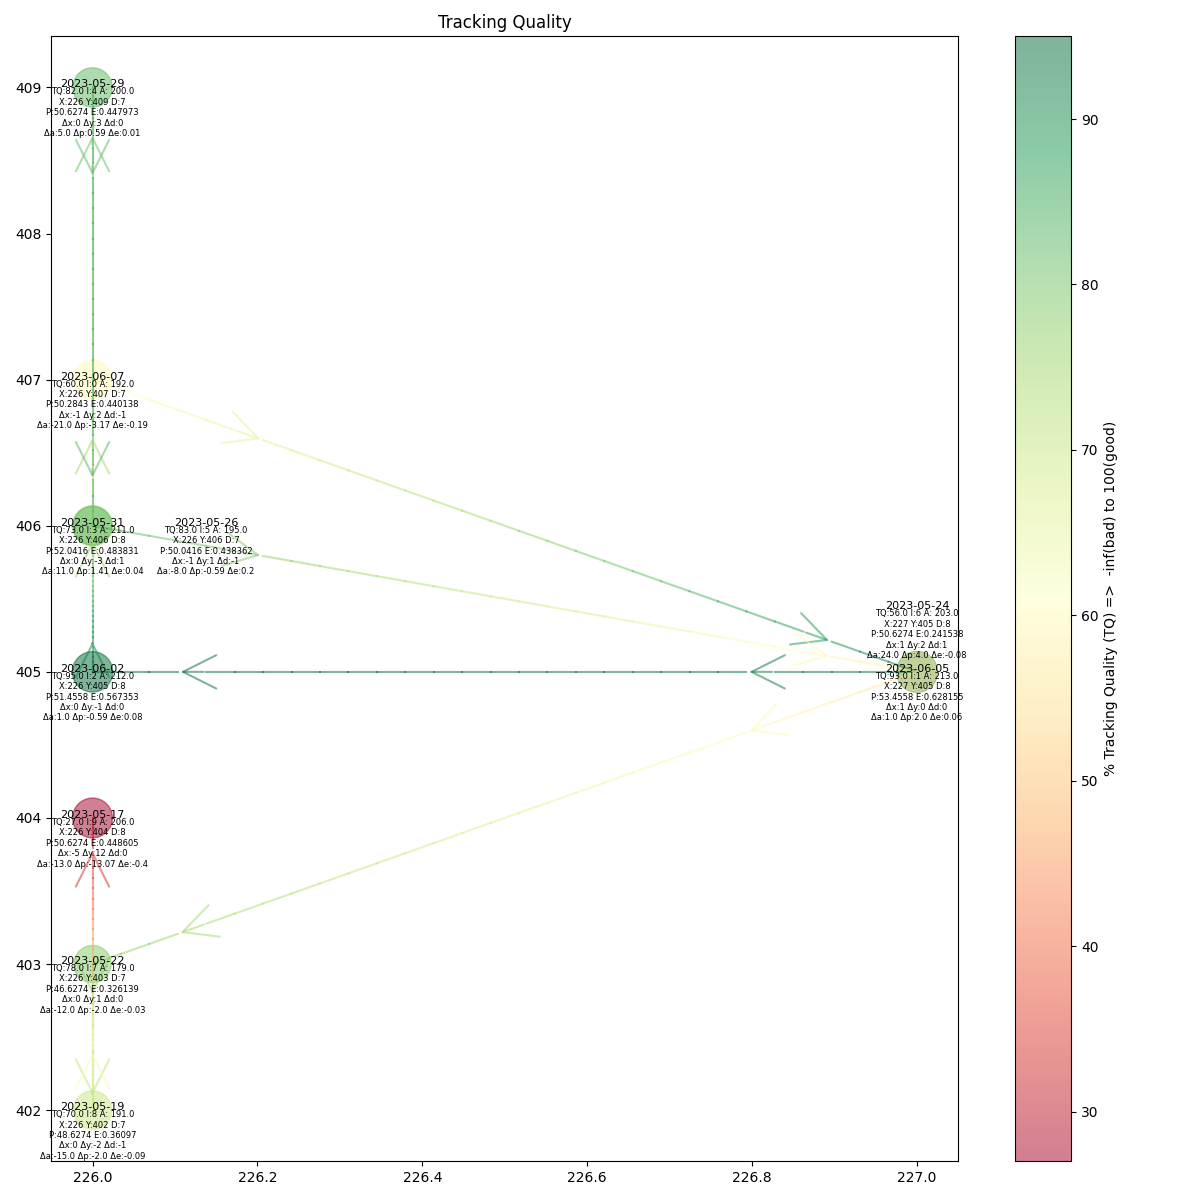 Tracking Quality
409
408
407
406
405
404
403
402
226.0
226.2
226.4
226.6
226.8
227.0
2023-05-29
TQ:82.0 I:4 A: 200.0
X:226 Y:409 D:7
P:50.6274 E:0.447973
Δx:0 Δy:3 Δd:0
Δa:5.0 Δp:0.59 Δe:0.01
2023-06-07
TQ:60.0 I:0 A: 192.0
X:226 Y:407 D:7
P:50.2843 E:0.440138
Δx:-1 Δy:2 Δd:-1
Δa:-21.0 Δp:-3.17 Δe:-0.19
2023-05-31
TQ:73.0 I:3 A: 211.0
X:226 Y:406 D:8
P:52.0416 E:0.483831
Δx:0 Δy:-3 Δd:1
Δa:11.0 Δp:1.41 Δe:0.04
2023-05-26
TQ:83.0 I:5 A: 195.0
X:226 Y:406 D:7
P:50.0416 E:0.438362
Δx:-1 Δy:1 Δd:-1
Δa:-8.0 Δp:-0.59 Δe:0.2
2023-05-24
TQ:56.0 I:6 A: 203.0
X:227 Y:405 D:8
P:50.6274 E:0.241538
Δx:1 Δy:2 Δd:1
Δa:24.0 Δp:4.0 Δe:-0.08
2023-06-02
TQ:95.0 I:2 A: 212.0
X:226 Y:405 D:8
P:51.4558 E:0.567353
Δx:0 Δy:-1 Δd:0
Δa:1.0 Δp:-0.59 Δe:0.08
2023-06-05
TQ:93.0 I:1 A: 213.0
X:227 Y:405 D:8
P:53.4558 E:0.628155
Δx:1 Δy:0 Δd:0
Δa:1.0 Δp:2.0 Δe:0.06
2023-05-17
TQ:27.0 I:9 A: 206.0
X:226 Y:404 D:8
P:50.6274 E:0.448605
Δx:-5 Δy:12 Δd:0
Δa:-13.0 Δp:-13.07 Δe:-0.4
2023-05-22
TQ:78.0 I:7 A: 179.0
X:226 Y:403 D:7
P:46.6274 E:0.326139
Δx:0 Δy:1 Δd:0
Δa:-12.0 Δp:-2.0 Δe:-0.03
2023-05-19
TQ:70.0 I:8 A: 191.0
X:226 Y:402 D:7
P:48.6274 E:0.36097
Δx:0 Δy:-2 Δd:-1
Δa:-15.0 Δp:-2.0 Δe:-0.09
90
80
70
60
50
40
30
% Tracking Quality (TQ) => -inf(bad) to 100(good)